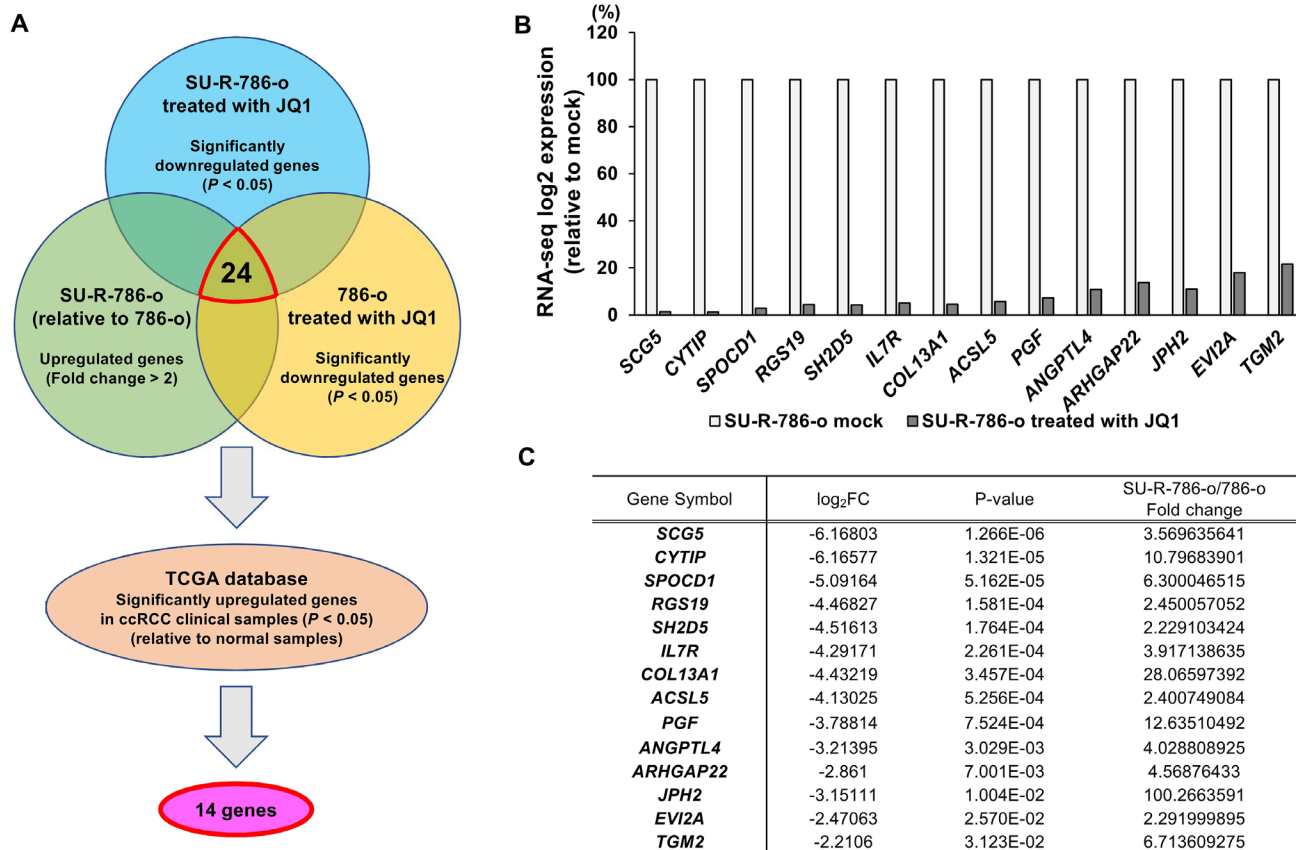 A
SU-R-786-o
treated with JQ1
Significantly
downregulated genes
(P < 0.05)
24
SU-R-786-o
(relative to 786-o)
Upregulated genes
(Fold change > 2)
786-o
treated with JQ1
Significantly
downregulated genes
(P < 0.05)
TCGA database
Significantly upregulated genes
in ccRCC clinical samples (P < 0.05)
(relative to normal samples)
14 genes
B
(%)
RNA-seq log2 expression
(relative to mock)
120
100
80
60
40
20
0
SCG5
CYTIP
SPOCD1
RGS19
SH2D5
IL7R
COL13A1
ACSL5
PGF
ANGPTL4
ARHGAP22
JPH2
EVI2A
TGM2
SU-R-786-o mock SU-R-786-o treated with JQ1
C
Gene Symbol log2FC P-value SU-R-786-o/786-o
Fold change
SCG5 -6.16803 1.266E-06 3.569635641
CYTIP -6.16577 1.321E-05 10.79683901
SPOCD1 -5.09164 5.162E-05 6.300046515
RGS19 -4.46827 1.581E-04 2.450057052
SH2D5 -4.51613 1.764E-04 2.229103424
IL7R -4.29171 2.261E-04 3.917138635
COL13A1 -4.43219 3.457E-04 28.06597392
ACSL5 -4.13025 5.256E-04 2.400749084
PGF -3.78814 7.524E-04 12.63510492
ANGPTL4 -3.21395 3.029E-03 4.028808925
ARHGAP22 -2.861 7.001E-03 4.56876433
JPH2 -3.15111 1.004E-02 100.2663591
EVI2A -2.47063 2.570E-02 2.291999895
TGM2 -2.2106 3.123E-02 6.713609275